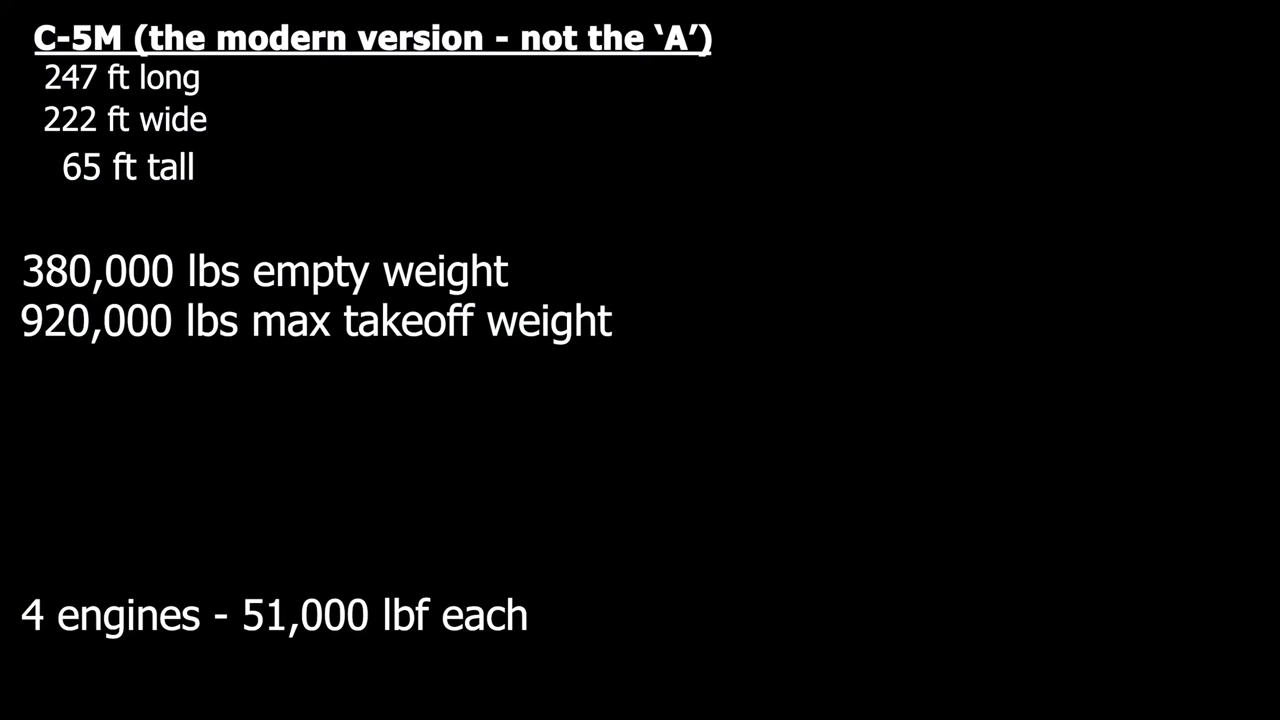 C-5M (the modern version - not the ‘A’)
247 ft long
222 ft wide
65 ft tall
380,000 lbs empty weight
920,000 lbs max takeoff weight
4 engines - 51,000 lbf each